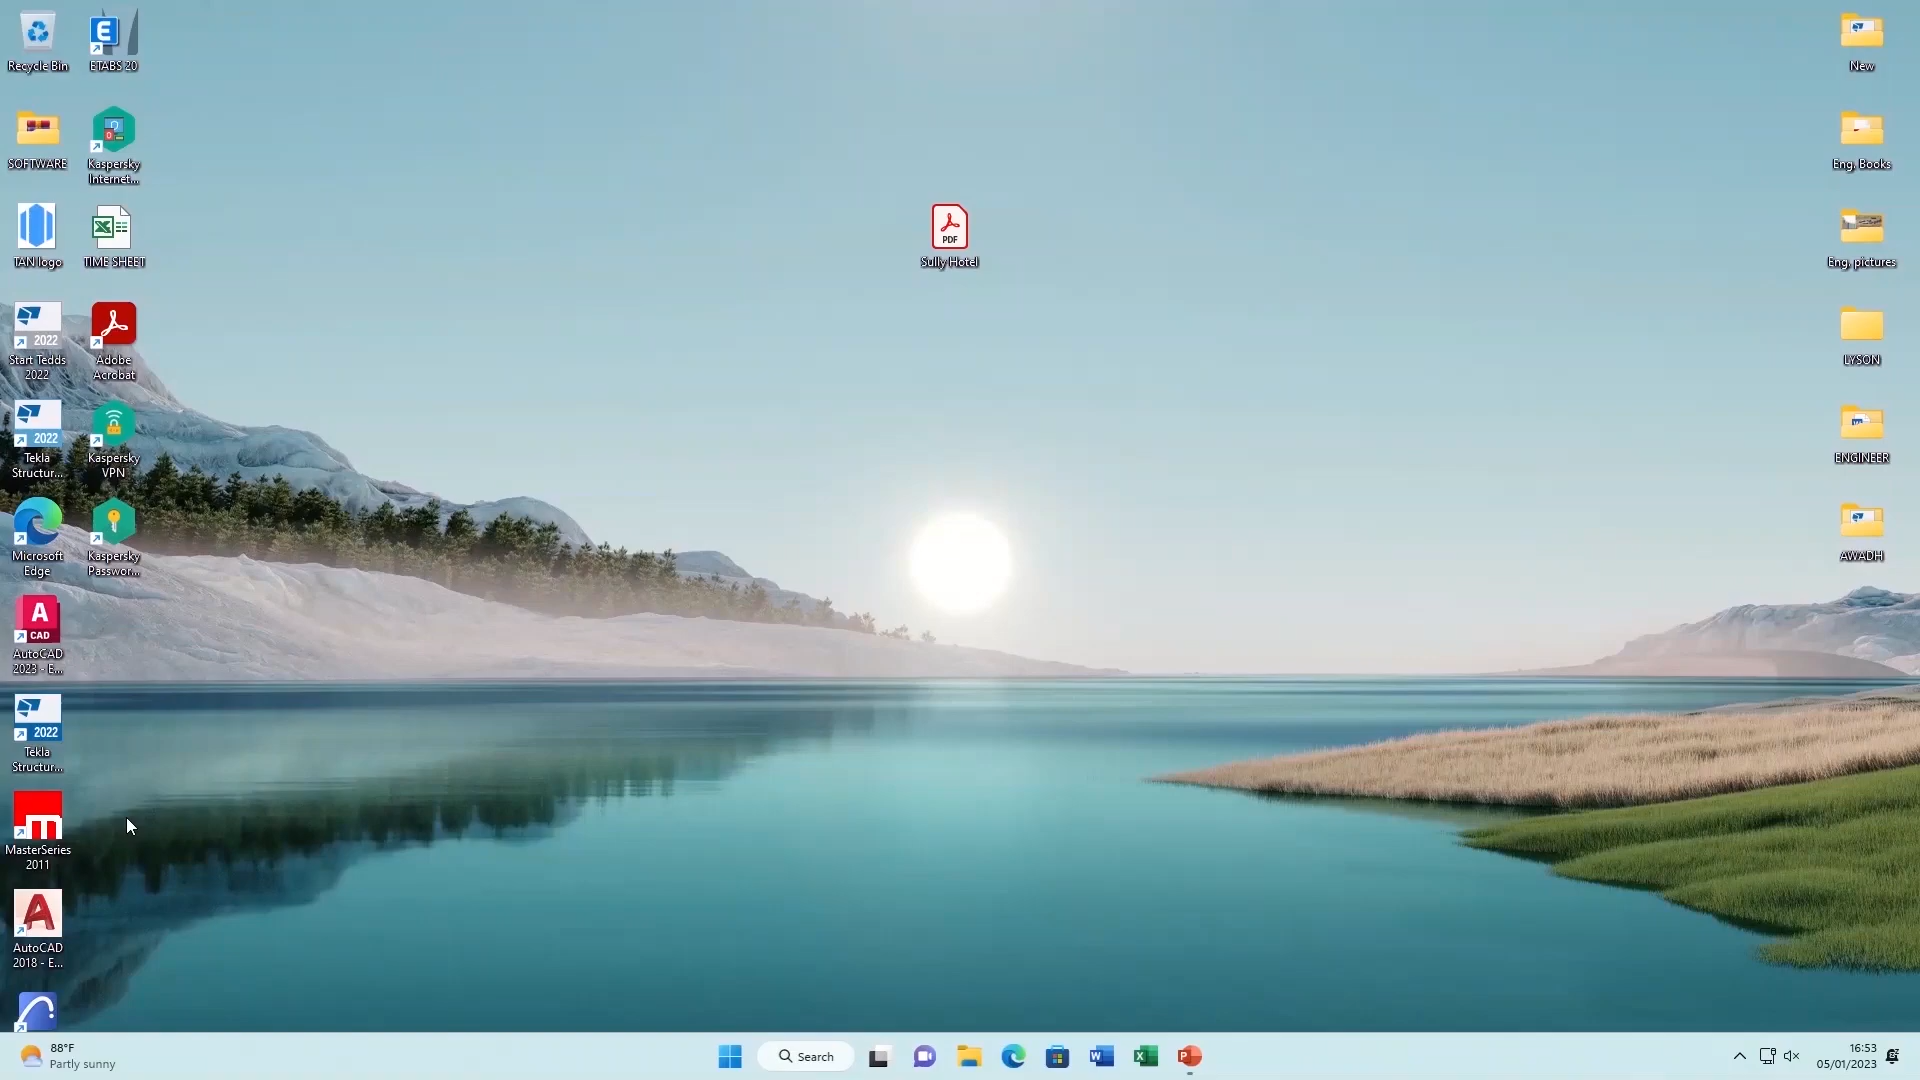 Recycle Bin
ETABS 20
SOFTWARE
Kaspersky
Internet...
TAN logo
TIME SHEET
2022
Start Tedds
2022
Adobe
Acrobat
2022
Tekla
Structur...
Kaspersky
VPN
Microsoft
Edge
Kaspersky
Passwor...
A
CAD
AutoCAD
2023 - E...
2022
Tekla
Structur...
m
MasterSeries
2011
A
AutoCAD
2018 - E...
PDF
Sully Hotel
New
Eng. Books
Eng. pictures
LYSON
ENGINEER
AWADH
88°F
Partly sunny
Search
16:53
05/01/2023